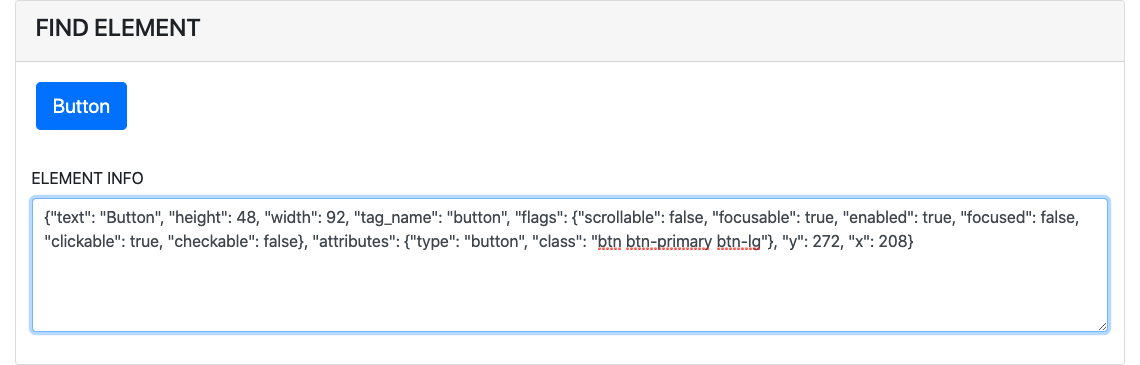 FIND ELEMENT
Button
ELEMENT INFO
{"text": "Button", "height": 48, "width": 92, "tag_name": "button", "flags": {"scrollable": false, "focusable": true, "enabled": true, "focused": false,
"clickable": true, "checkable": false}, "attributes": {"type": "button", "class": "btn btn-primary btn-lg"}, "y": 272, "x": 208}